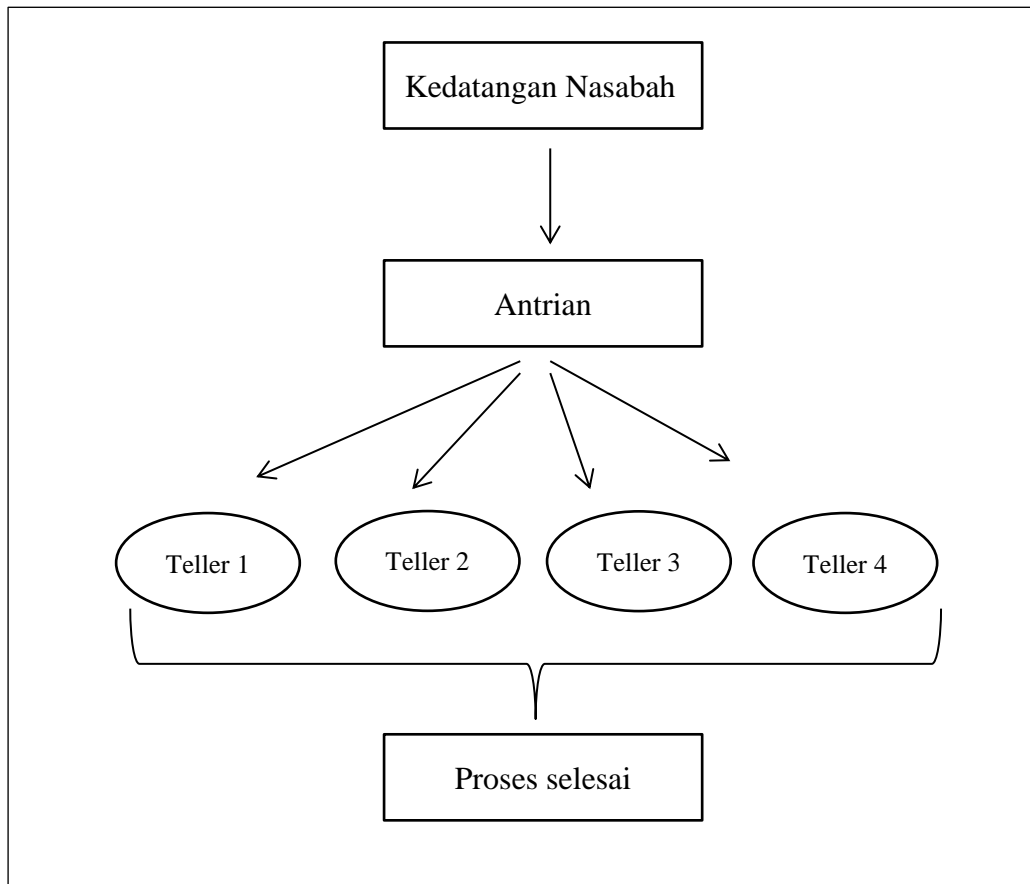 Kedatangan Nasabah
Antrian
Teller 1
Teller 2
Teller 3
Teller 4
Proses selesai